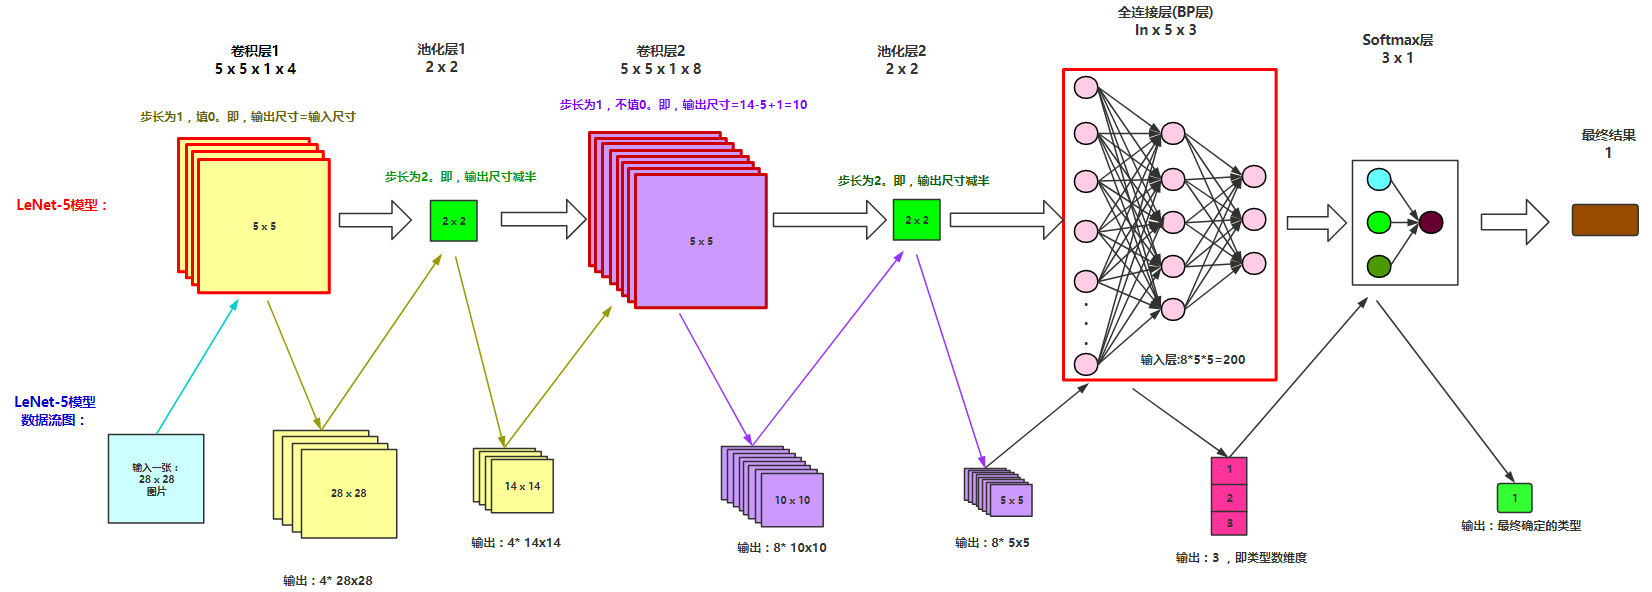 全连接层(BP层)
In x 5 x 3
卷积层1
5 x 5 x 1 x 4
池化层1
2 x 2
卷积层2
5 x 5 x 1 x 8
池化层2
2 x 2
Softmax层
3 x 1
步长为1，填0。即，输出尺寸=输入尺寸
步长为1，不填0。即，输出尺寸=14-5+1=10
最终结果
1
步长为2。即，输出尺寸减半
步长为2。即，输出尺寸减半
LeNet-5模型：
5 x 5
2 x 2
5 x 5
2 x 2
输入层:8*5*5=200
LeNet-5模型
数据流图：
输入一张：
28 x 28
图片
28 x 28
14 x 14
10 x 10
5 x 5
1
2
3
1
输出：4* 28x28
输出：4* 14x14
输出：8* 10x10
输出：8* 5x5
输出：3 ，即类型数维度
输出：最终确定的类型